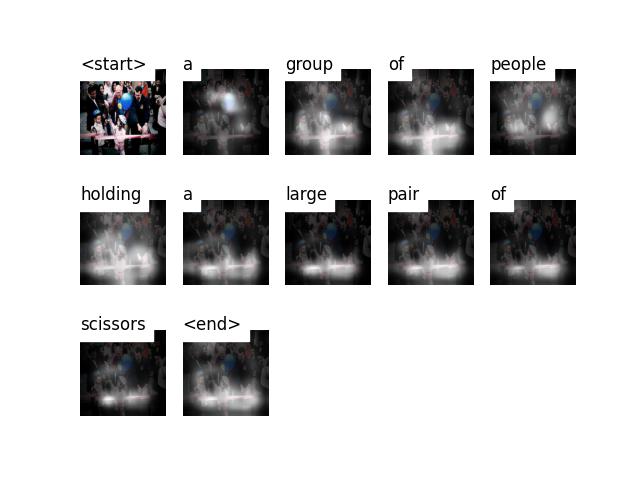 <start> a group of people
holding a large pair of
scissors <end>